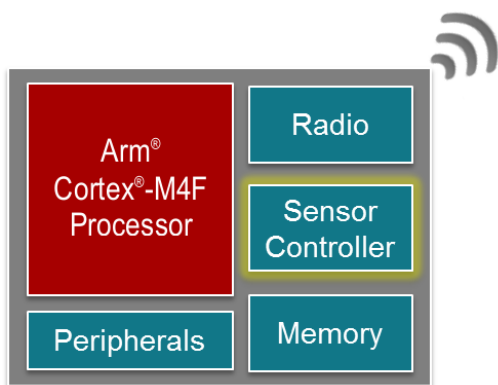 Arm®
Cortex®-M4F
Processor
Radio
Sensor
Controller
Peripherals
Memory